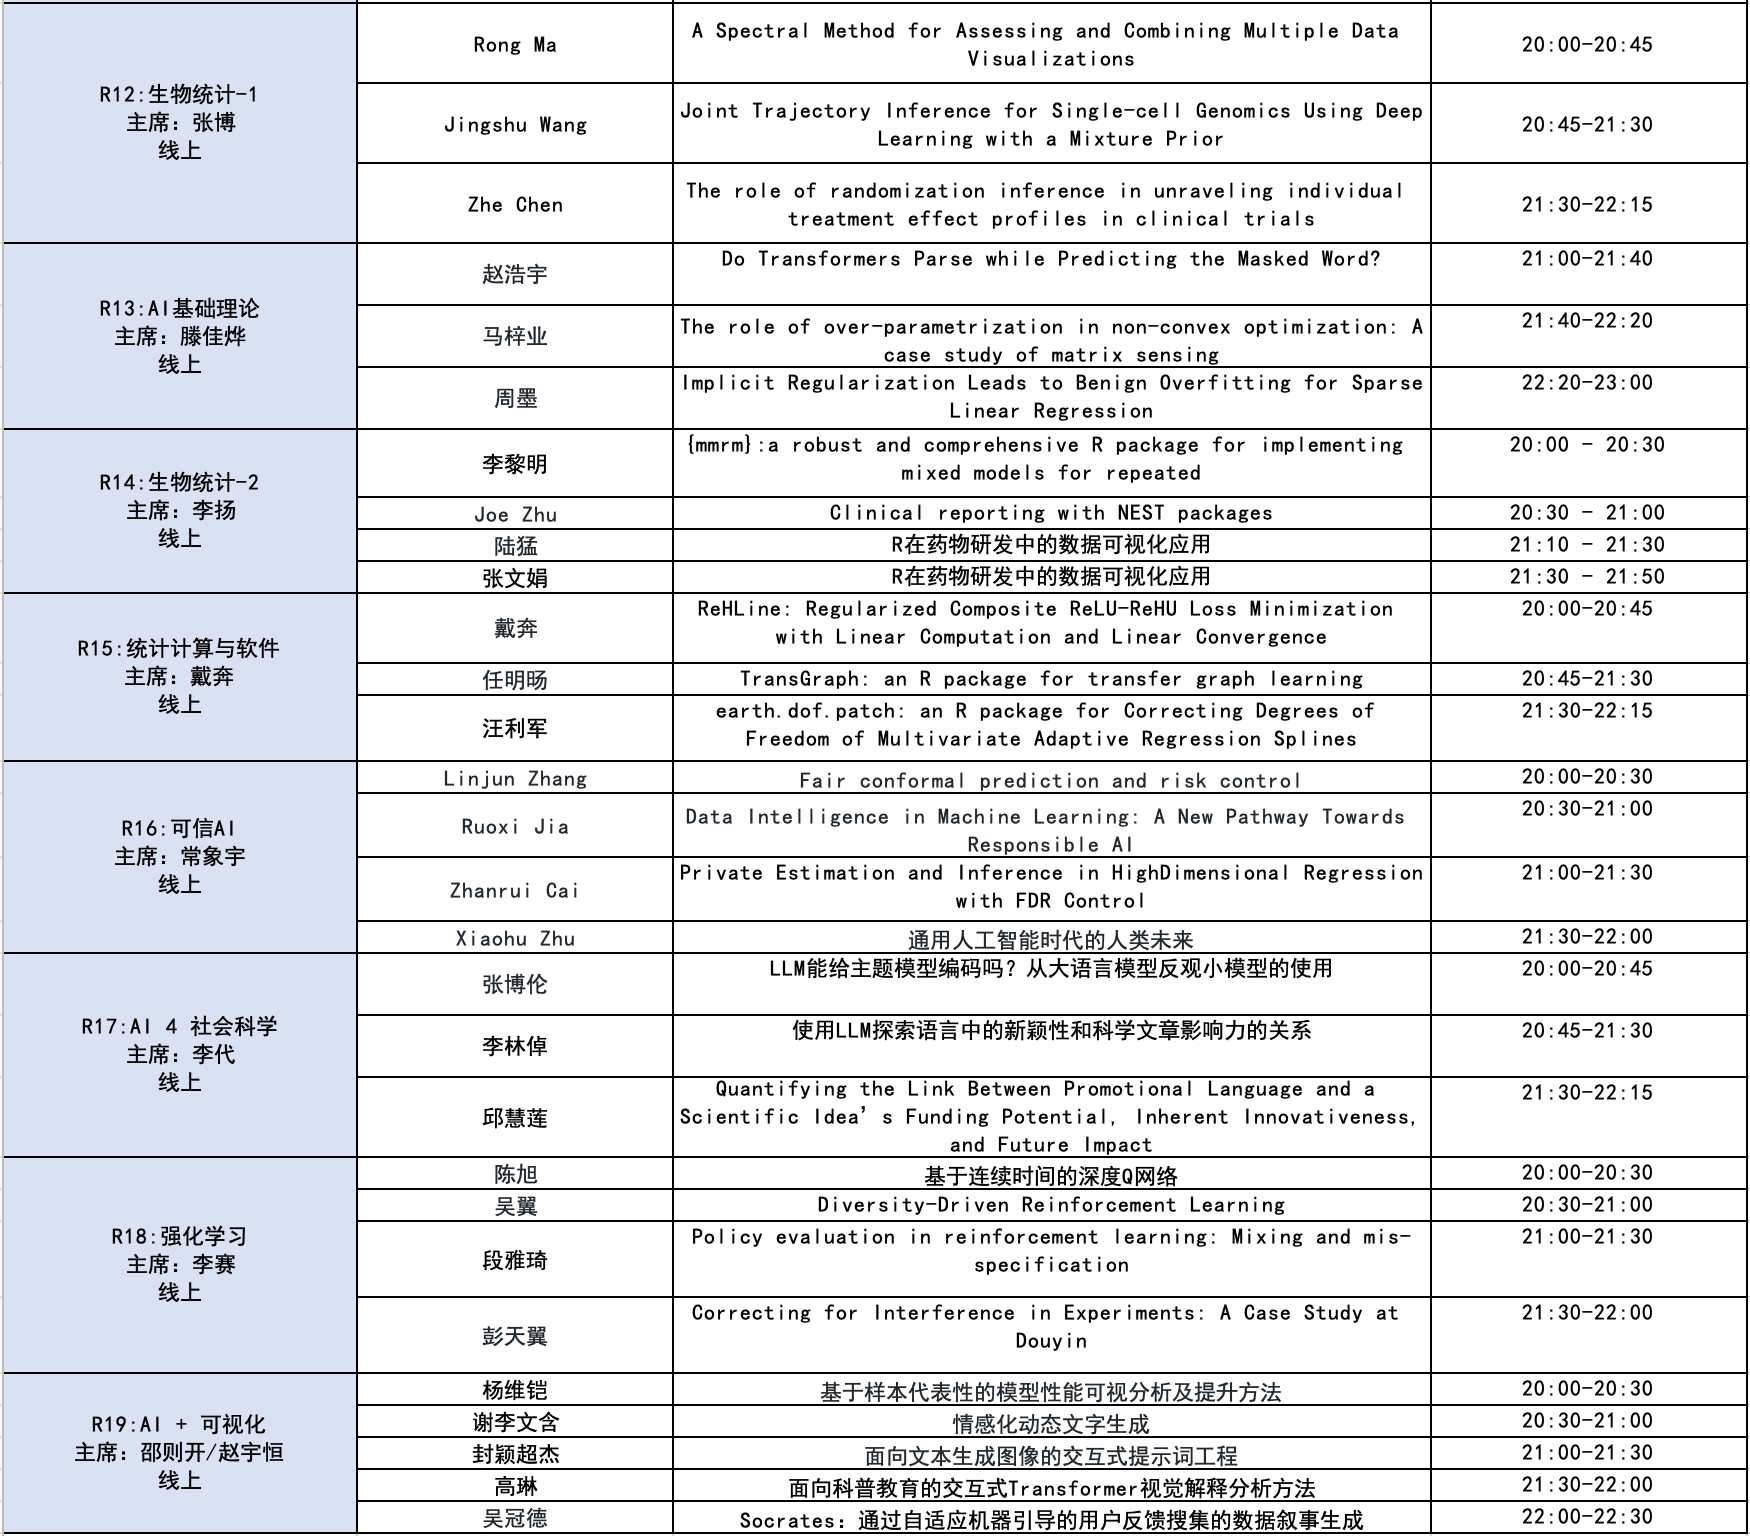 R12:生物统计-1
主席：张博
线上
Rong Ma
A Spectral Method for Assessing and Combining Multiple Data
Visualizations
20:00-20:45
Jingshu Wang
Joint Trajectory Inference for Single-cell Genomics Using Deep
Learning with a Mixture Prior
20:45-21:30
Zhe Chen
The role of randomization inference in unraveling individual
treatment effect profiles in clinical trials
21:30-22:15
R13:AI基础理论
主席：滕佳烨
线上
赵浩宇
Do Transformers Parse while Predicting the Masked Word?
21:00-21:40
马梓业
The role of over-parametrization in non-convex optimization: A
case study of matrix sensing
21:40-22:20
周墨
Implicit Regularization Leads to Benign Overfitting for Sparse
Linear Regression
22:20-23:00
R14:生物统计-2
主席：李扬
线上
李黎明
{mmrm}:a robust and comprehensive R package for implementing
mixed models for repeated
20:00 - 20:30
Joe Zhu
Clinical reporting with NEST packages
20:30 - 21:00
陆猛
R在药物研发中的数据可视化应用
21:10 - 21:30
张文娟
R在药物研发中的数据可视化应用
21:30 - 21:50
R15:统计计算与软件
主席：戴奔
线上
戴奔
ReHLine: Regularized Composite ReLU-ReHU Loss Minimization
with Linear Computation and Linear Convergence
20:00-20:45
任明旸
TransGraph: an R package for transfer graph learning
20:45-21:30
汪利军
earth.dof.patch: an R package for Correcting Degrees of
Freedom of Multivariate Adaptive Regression Splines
21:30-22:15
R16:可信AI
主席：常象宇
线上
Linjun Zhang
Fair conformal prediction and risk control
20:00-20:30
Ruoxi Jia
Data Intelligence in Machine Learning: A New Pathway Towards
Responsible AI
20:30-21:00
Zhanrui Cai
Private Estimation and Inference in HighDimensional Regression
with FDR Control
21:00-21:30
Xiaohu Zhu
通用人工智能时代的人类未来
21:30-22:00
R17:AI 4 社会科学
主席：李代
线上
张博伦
LLM能给主题模型编码吗？从大语言模型反观小模型的使用
20:00-20:45
李林倬
使用LLM探索语言中的新颖性和科学文章影响力的关系
20:45-21:30
邱慧莲
Quantifying the Link Between Promotional Language and a
Scientific Idea’s Funding Potential, Inherent Innovativeness,
and Future Impact
21:30-22:15
R18:强化学习
主席：李赛
线上
陈旭
基于连续时间的深度Q网络
20:00-20:30
吴翼
Diversity-Driven Reinforcement Learning
20:30-21:00
段雅琦
Policy evaluation in reinforcement learning: Mixing and mis-
specification
21:00-21:30
彭天翼
Correcting for Interference in Experiments: A Case Study at
Douyin
21:30-22:00
R19:AI + 可视化
主席：邵则开/赵宇恒
线上
杨维铠
基于样本代表性的模型性能可视分析及提升方法
20:00-20:30
谢李文含
情感化动态文字生成
20:30-21:00
封颖超杰
面向文本生成图像的交互式提示词工程
21:00-21:30
高琳
面向科普教育的交互式Transformer视觉解释分析方法
21:30-22:00
吴冠德
Socrates：通过自适应机器引导的用户反馈搜集的数据叙事生成
22:00-22:30